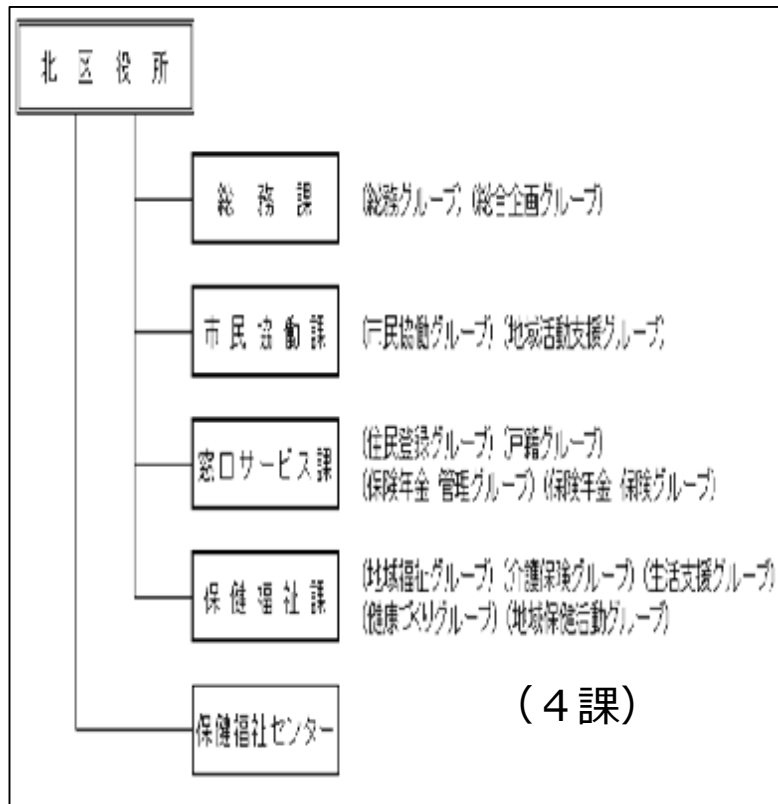 北区役所
総務課 (総務グループ) (総合企画グループ)
市民協働課 (市民協働グループ) (地域活動支援グループ)
窓口サービス課 (住民登録グループ) (戸籍グループ)
(保険年金 管理グループ) (保険年金 保険グループ)
保健福祉課 (地域福祉グループ) (介護保険グループ) (生活支援グループ)
(健康づくりグループ) (地域保健活動グループ)
保健福祉センター
（４課）